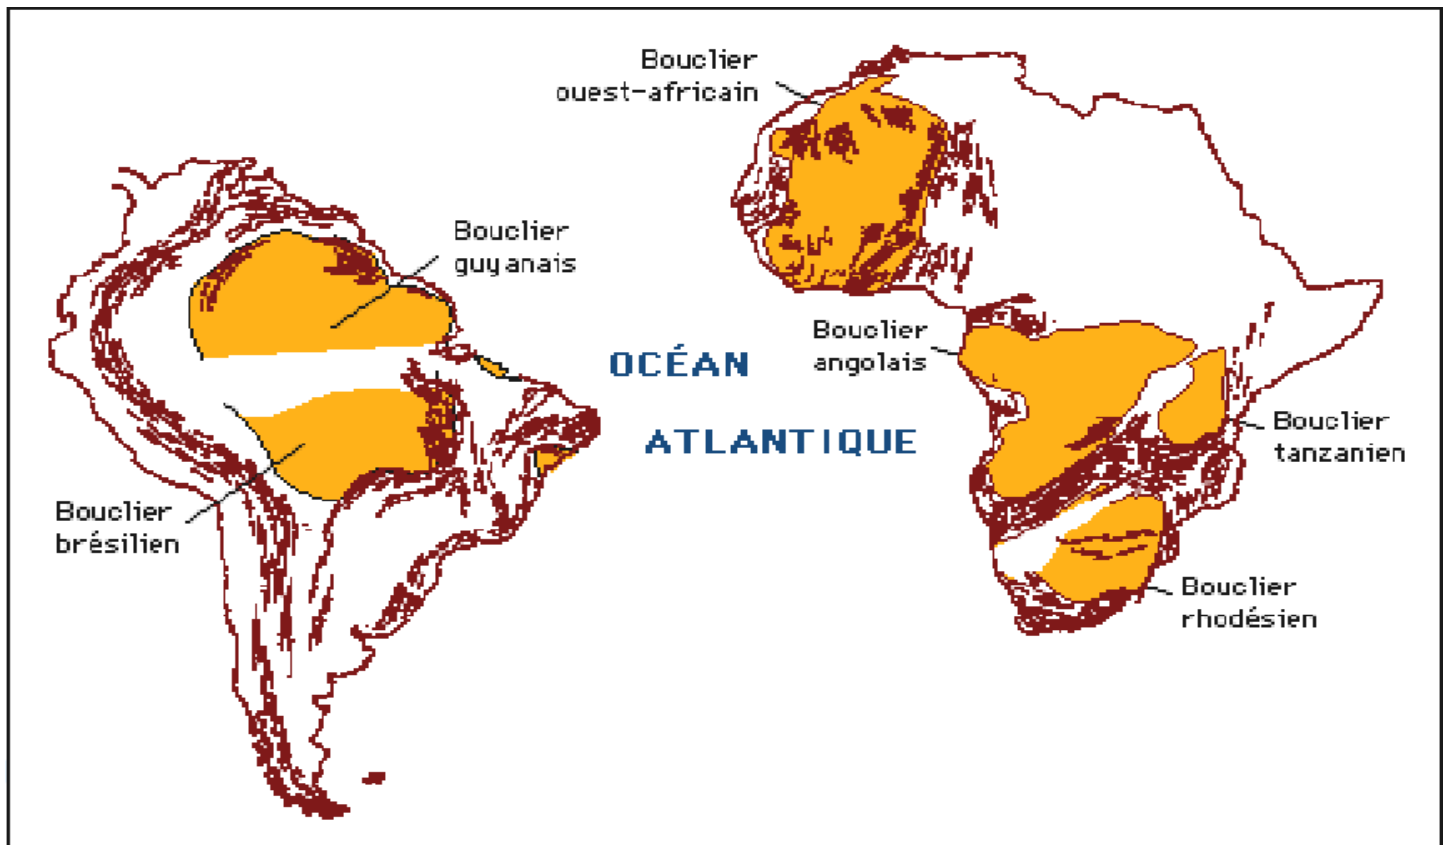 Bouclier
ouest-africain
Bouclier
guyanais
OCÉAN
ATLANTIQUE
Bouclier
angolais
Bouclier
tanzanien
Bouclier
brésilien
Bouclier
rhodésien